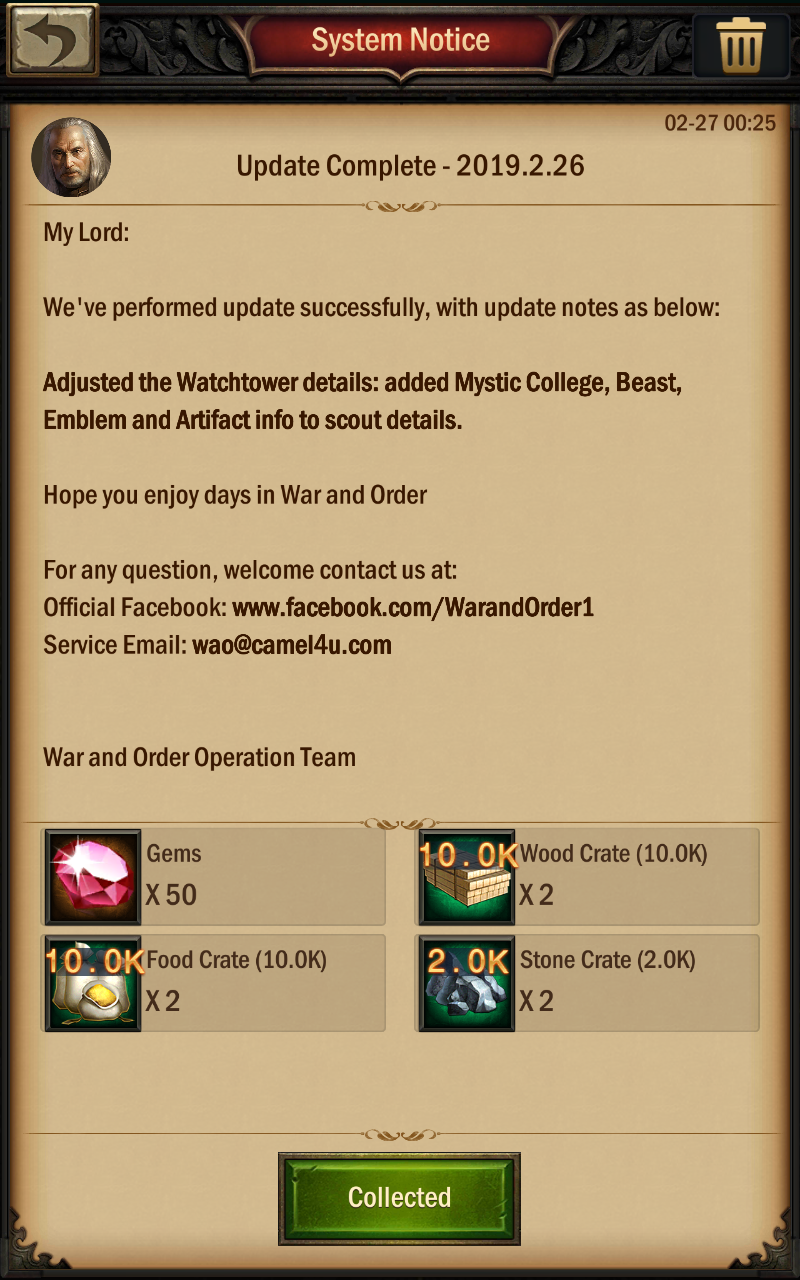 System Notice
02-27 00:25
Update Complete - 2019.2.26
My Lord:
We've performed update successfully, with update notes as below:
Adjusted the Watchtower details: added Mystic College, Beast,
Emblem and Artifact info to scout details.
Hope you enjoy days in War and Order
For any question, welcome contact us at:
Official Facebook: www.facebook.com/WarandOrder1
Service Email: wao@camel4u.com
War and Order Operation Team
Gems
X 50
10.0K
Wood Crate (10.0K)
X 2
10.0K
Food Crate (10.0K)
X 2
2.0K
Stone Crate (2.0K)
X 2
Collected